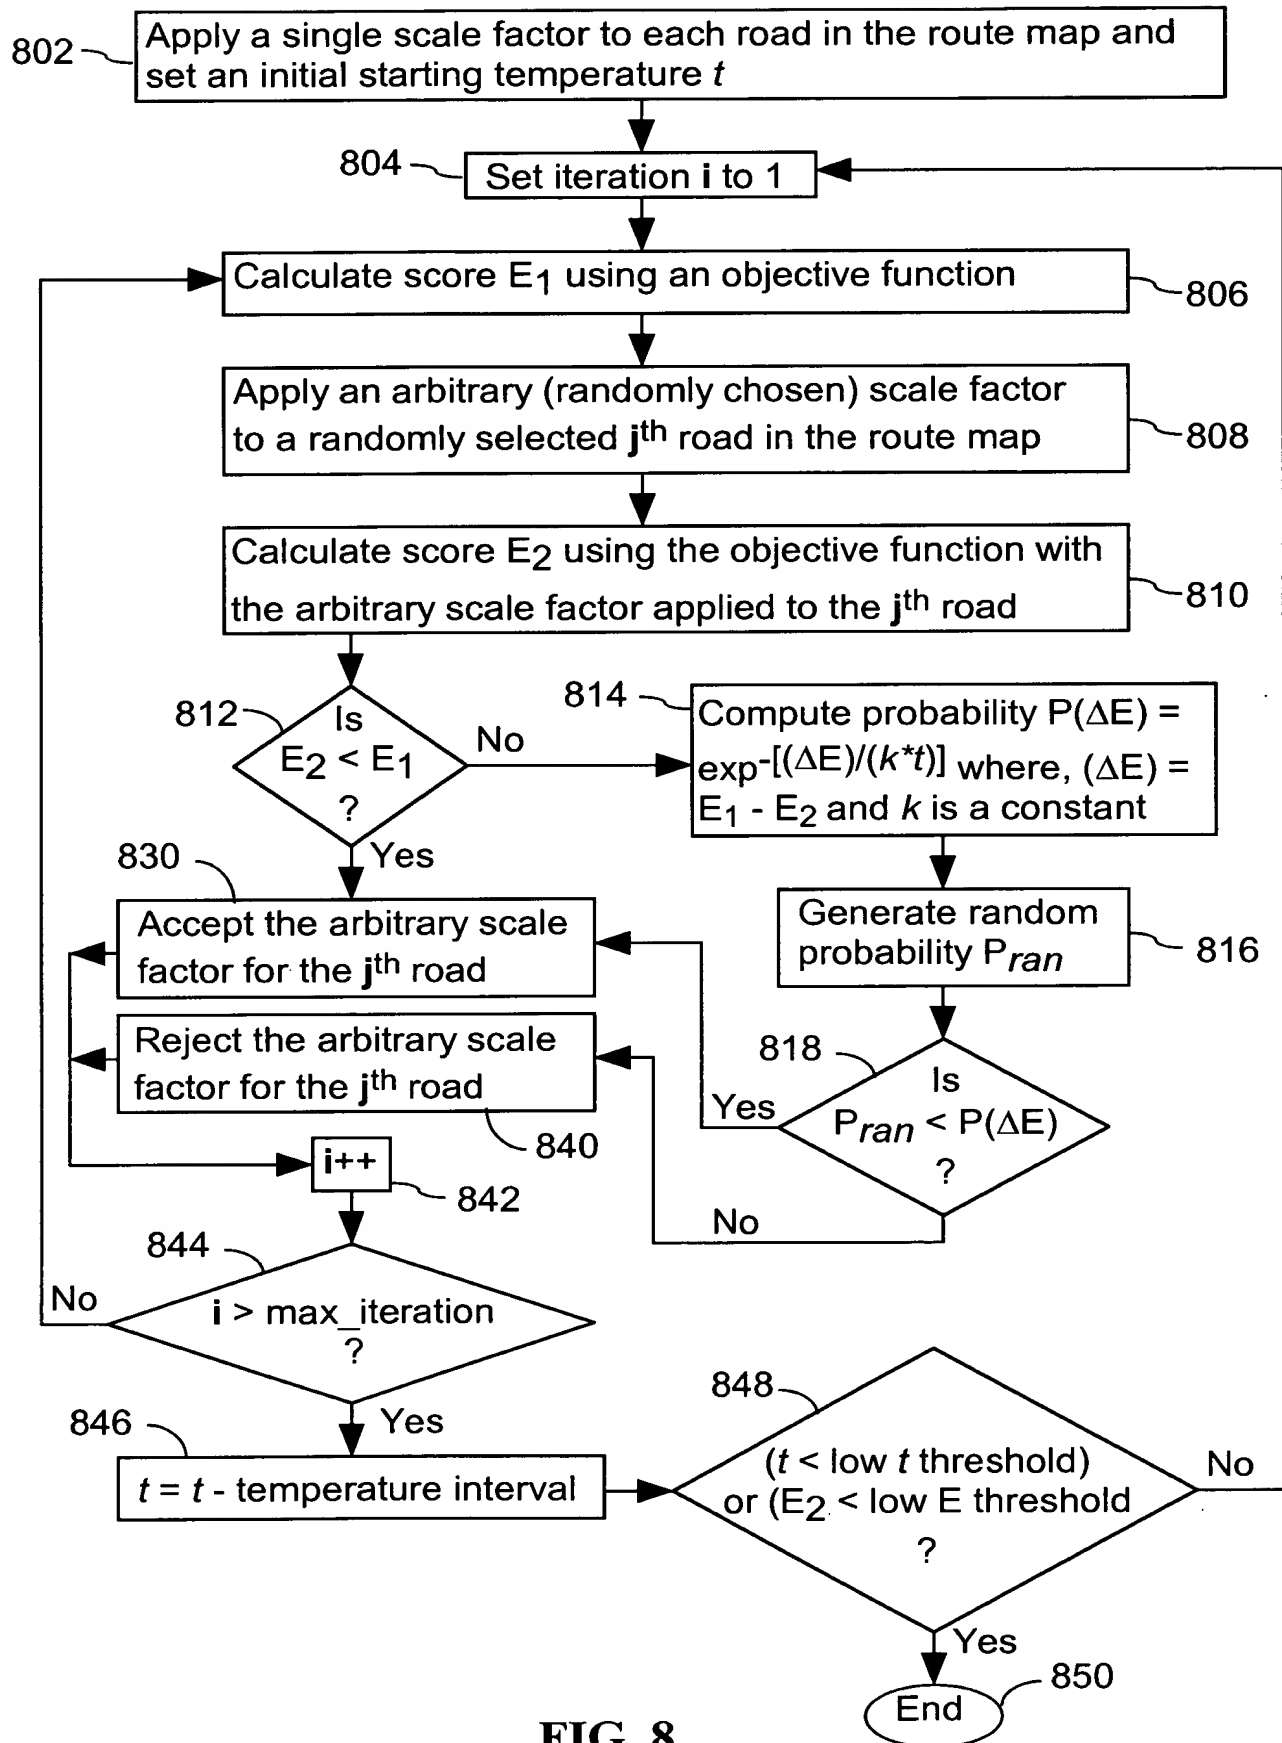 802
Apply a single scale factor to each road in the route map and
set an initial starting temperature t
804
Set iteration i to 1
Calculate score E1 using an objective function
806
Apply an arbitrary (randomly chosen) scale factor
to a randomly selected jth road in the route map
808
Calculate score E2 using the objective function with
the arbitrary scale factor applied to the jth road
810
812
Is
E2 < E1
?
No
Yes
814
Compute probability P(ΔE) =
exp-[(ΔE)/(k*t)] where, (ΔE) =
E1 - E2 and k is a constant
Generate random
probability Pran
816
818
Is
Pran < P(ΔE)
?
Yes
No
830
Accept the arbitrary scale
factor for the jth road
Reject the arbitrary scale
factor for the jth road
840
i++
842
844
i > max_iteration
?
No
Yes
846
t = t - temperature interval
848
(t < low t threshold)
or (E2 < low E threshold
?
No
Yes
End
850
FIG. 8